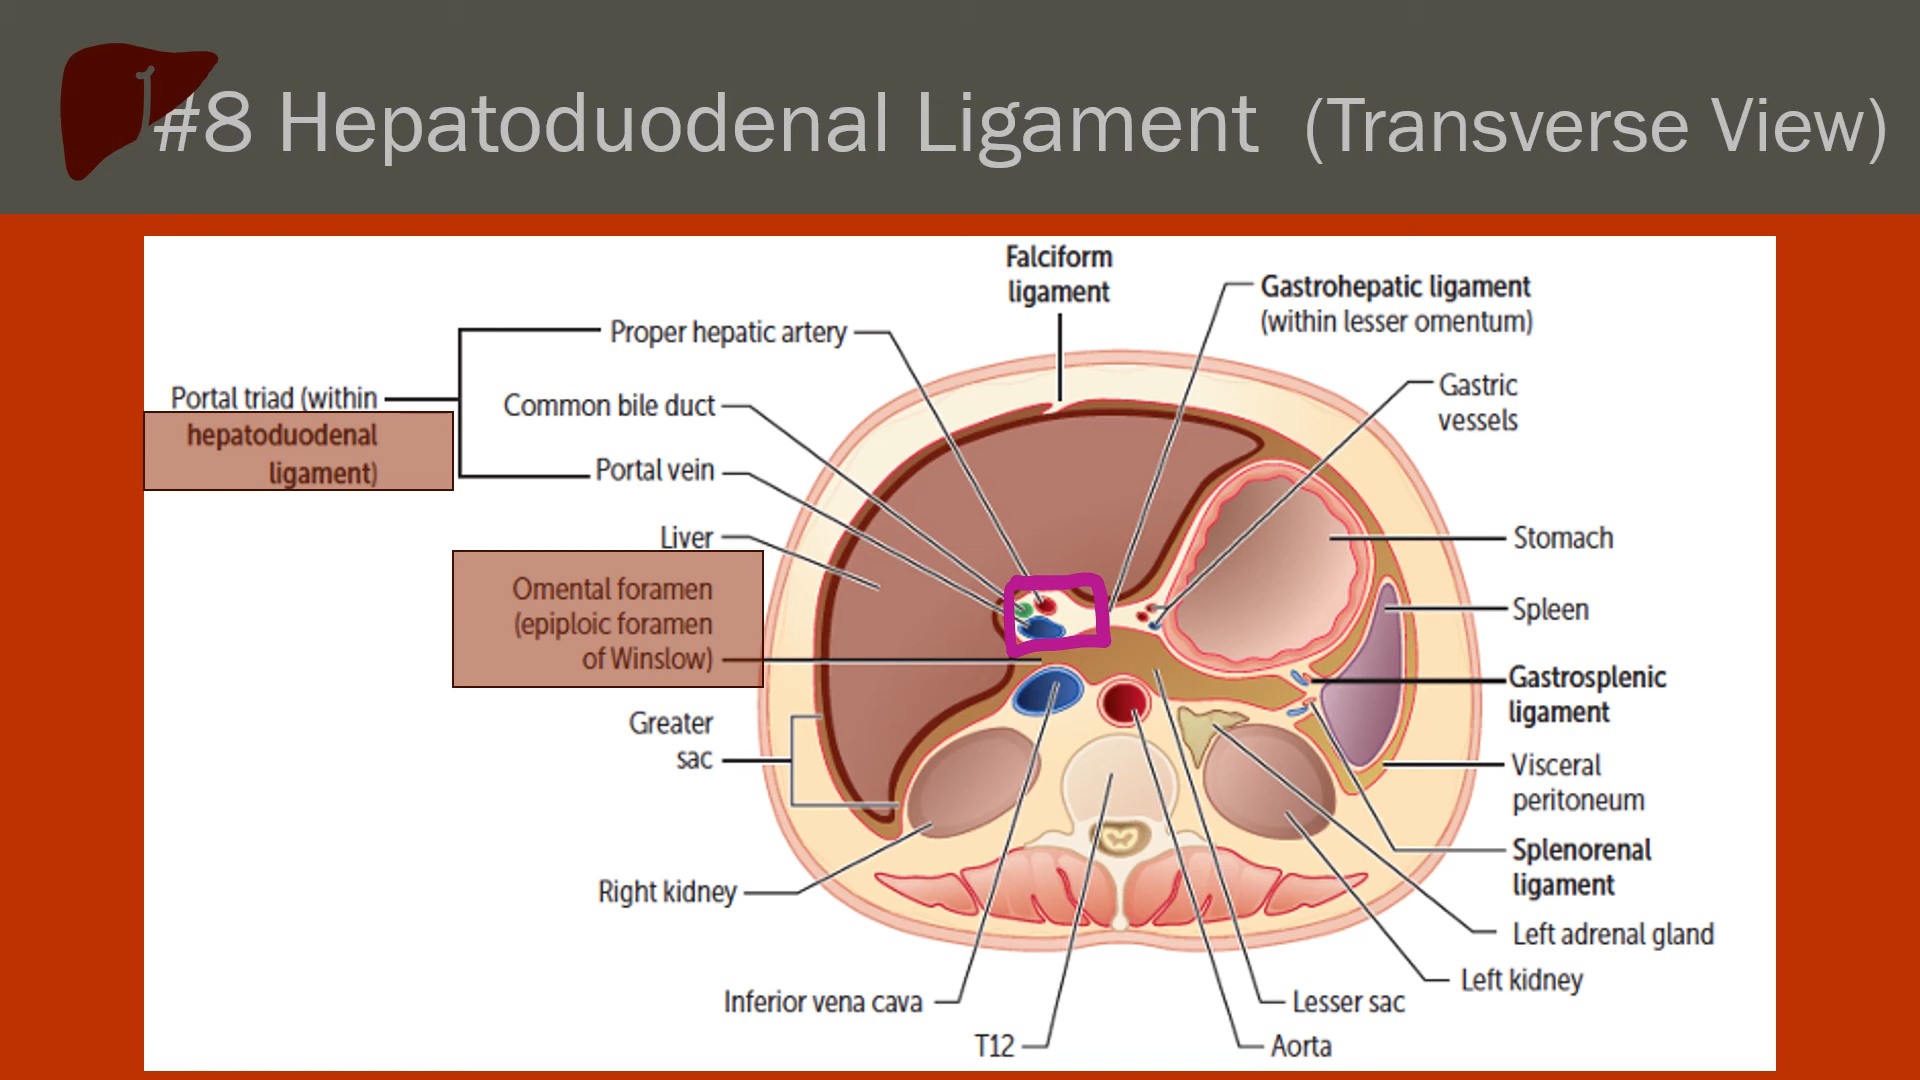 #8 Hepatoduodenal Ligament (Transverse View)
Falciform
ligament
Gastrohepatic ligament
(within lesser omentum)
Proper hepatic artery
Portal triad (within
hepatoduodenal
ligament)
Common bile duct
Gastric
vessels
Portal vein
Liver
Stomach
Omental foramen
(epiploic foramen
of Winslow)
Spleen
Gastrosplenic
ligament
Greater
sac
Visceral
peritoneum
Splenorenal
ligament
Right kidney
Left adrenal gland
Left kidney
Inferior vena cava
Lesser sac
T12
Aorta